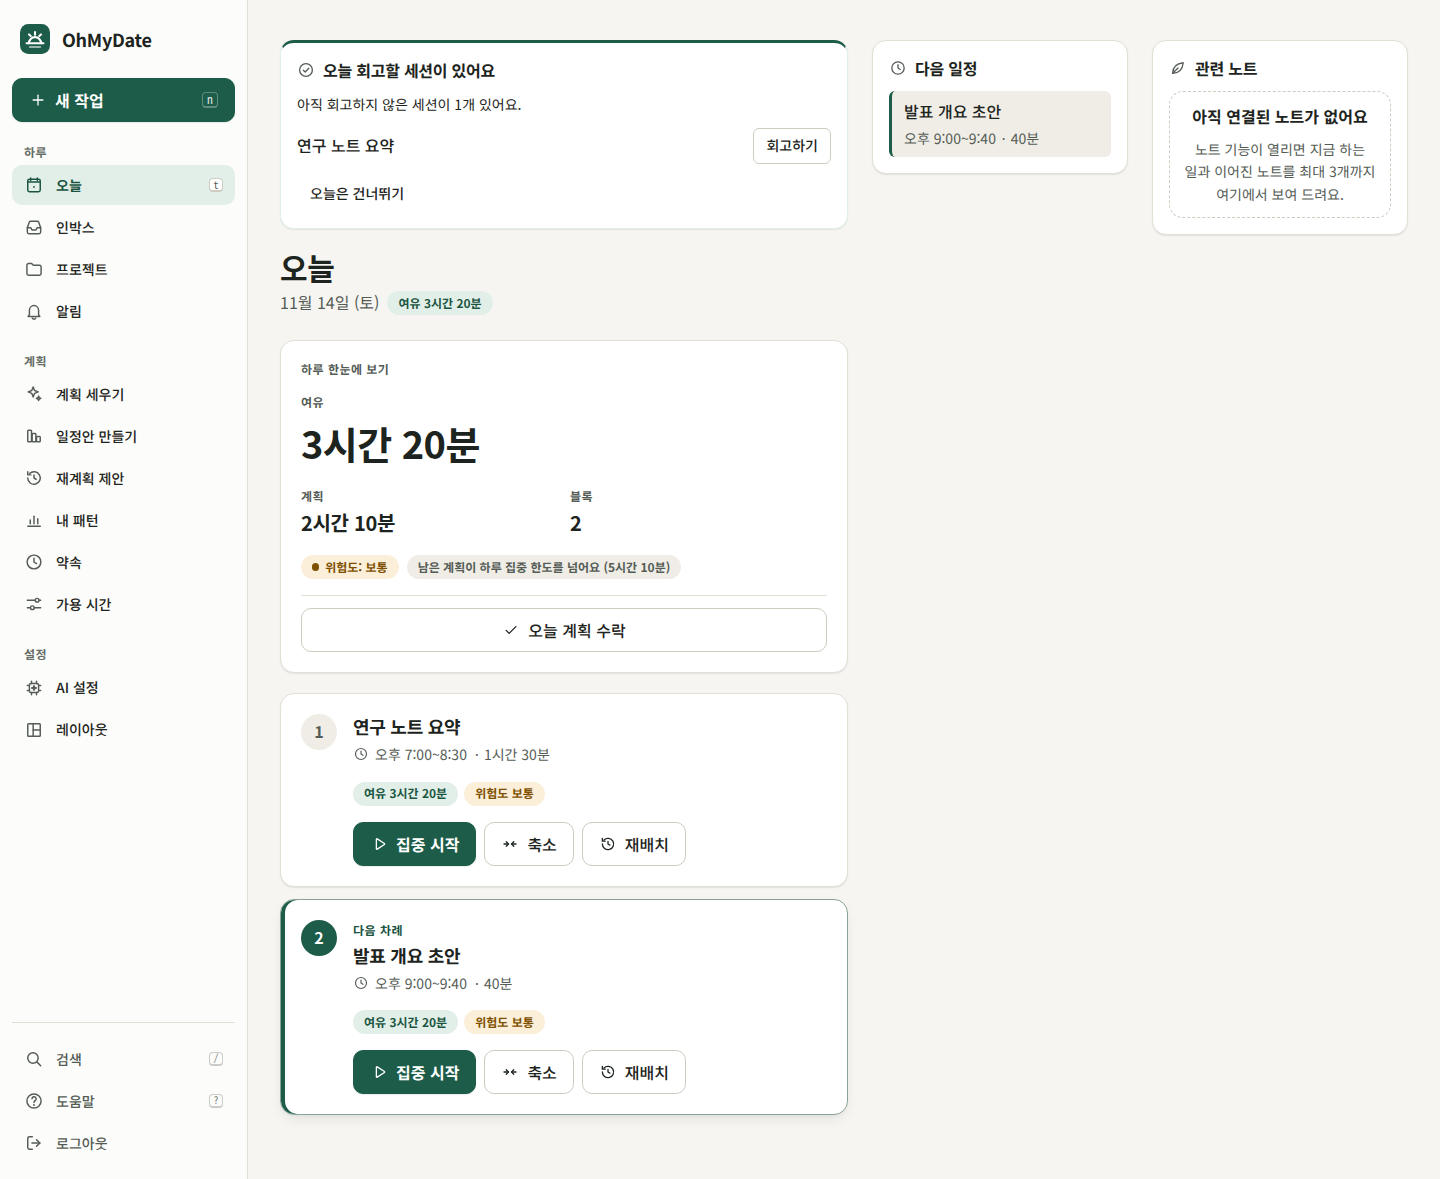 OhMyDate
새 작업 n
하루
오늘 t
인박스
프로젝트
알림
계획
계획 세우기
일정안 만들기
재계획 제안
내 패턴
약속
가용 시간
설정
AI 설정
레이아웃
검색 /
도움말 ?
로그아웃
오늘 회고할 세션이 있어요
아직 회고하지 않은 세션이 1개 있어요.
연구 노트 요약
회고하기
오늘은 건너뛰기
오늘
11월 14일 (토) 여유 3시간 20분
하루 한눈에 보기
여유
3시간 20분
계획 블록
2시간 10분 2
위험도: 보통 남은 계획이 하루 집중 한도를 넘어요 (5시간 10분)
오늘 계획 수락
1 연구 노트 요약
오후 7:00~8:30 · 1시간 30분
여유 3시간 20분 위험도 보통
집중 시작 축소 재배치
2 다음 차례
발표 개요 초안
오후 9:00~9:40 · 40분
여유 3시간 20분 위험도 보통
집중 시작 축소 재배치
다음 일정
발표 개요 초안
오후 9:00~9:40 · 40분
관련 노트
아직 연결된 노트가 없어요
노트 기능이 열리면 지금 하는
일과 이어진 노트를 최대 3개까지
여기에서 보여 드려요.